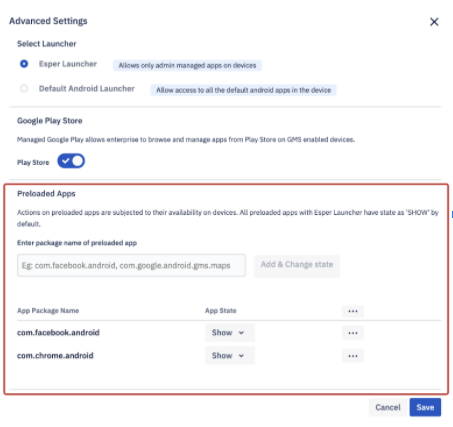 Advanced Settings
Select Launcher
Esper Launcher Allows only admin managed apps on devices
Default Android Launcher Allow access to all the default android apps in the device
Google Play Store
Managed Google Play allows enterprise to browse and manage apps from Play Store on GMS enabled devices.
Play Store
Preloaded Apps
Actions on preloaded apps are subjected to their availability on devices. All preloaded apps with Esper Launcher have state as 'SHOW' by
default.
Enter package name of preloaded app
Eg: com.facebook.android, com.google.android.gms.maps Add & Change state
App Package Name App State ...
com.facebook.android Show ...
com.chrome.android Show ...
Cancel Save